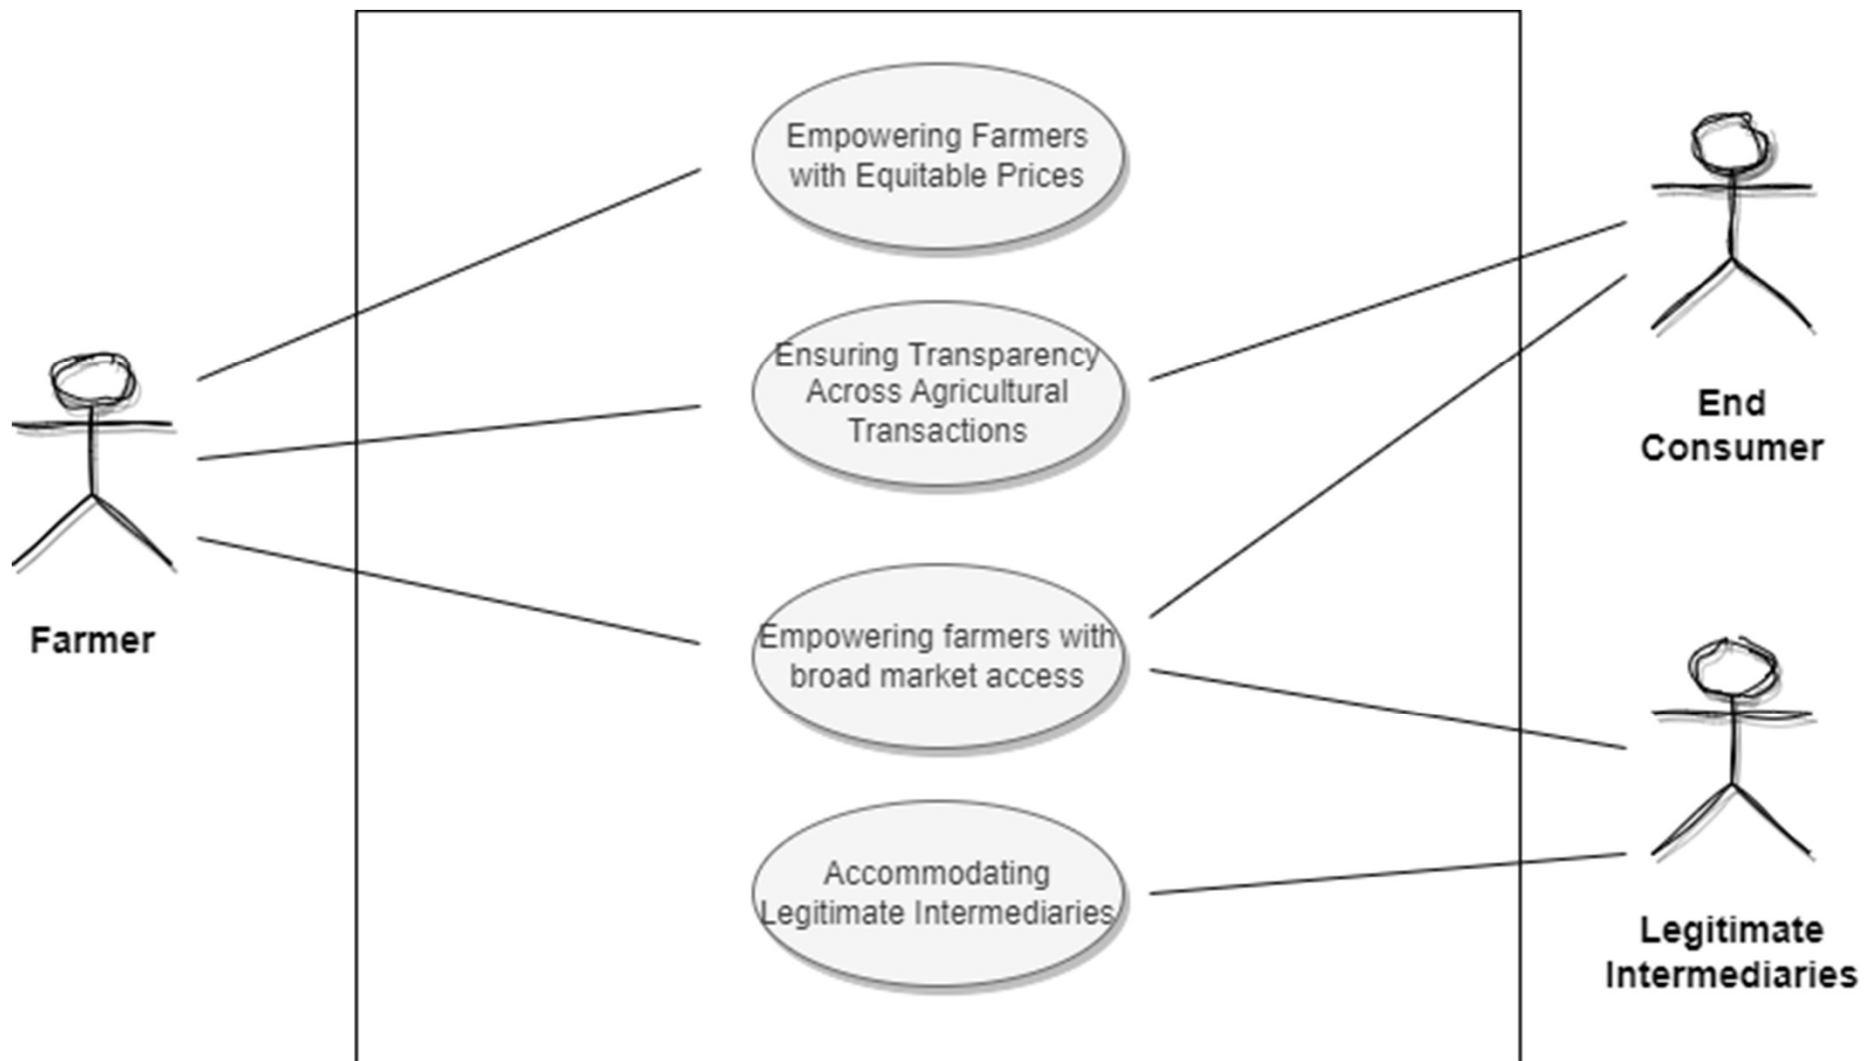 Empowering Farmers
with Equitable Prices
Ensuring Transparency
Across Agricultural
Transactions
Empowering farmers with
broad market access
Accommodating
Legitimate Intermediaries
Farmer
End
Consumer
Legitimate
Intermediaries